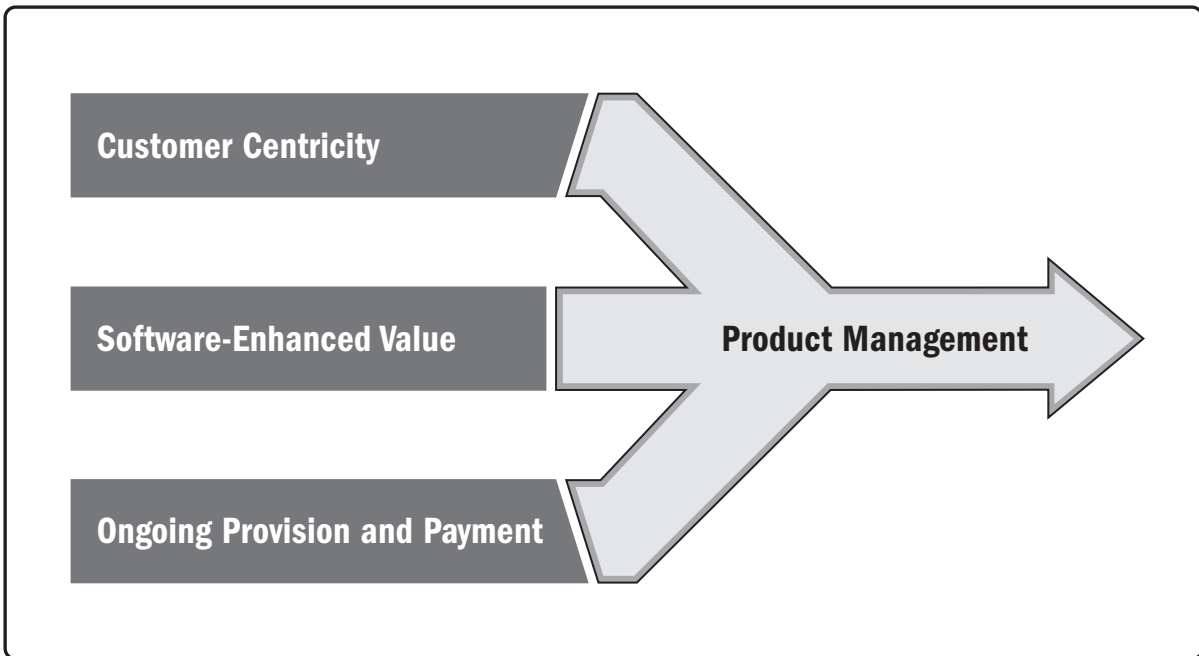 Customer Centricity
Software-Enhanced Value
Product Management
Ongoing Provision and Payment